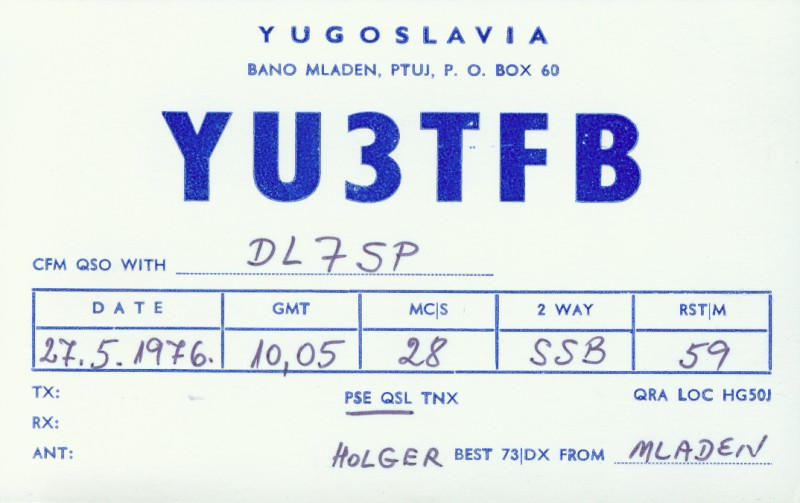 YUGOSLAVIA
BANO MLADEN, PTUJ, P. O. BOX 60
YU3TFB
CFM QSO WITH DL7SP
DATE GMT MC|S 2 WAY RST|M
27.5.1976. 10,05 28 SSB 59
TX: PSE QSL TNX QRA LOC HG50J
RX:
ANT: HOLGER BEST 73|DX FROM MLADEN